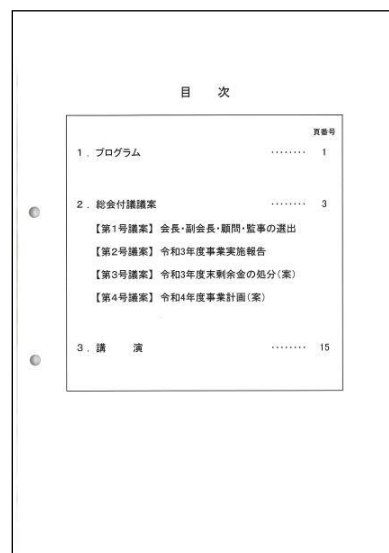 目 次
頁番号
1．プログラム ········ 1
2．総会付議議案 ········ 3
【第1号議案】 会長・副会長・顧問・監事の選出
【第2号議案】 令和3年度事業実施報告
【第3号議案】 令和3年度末剰余金の処分(案)
【第4号議案】 令和4年度事業計画(案)
3．講 演 ········ 15